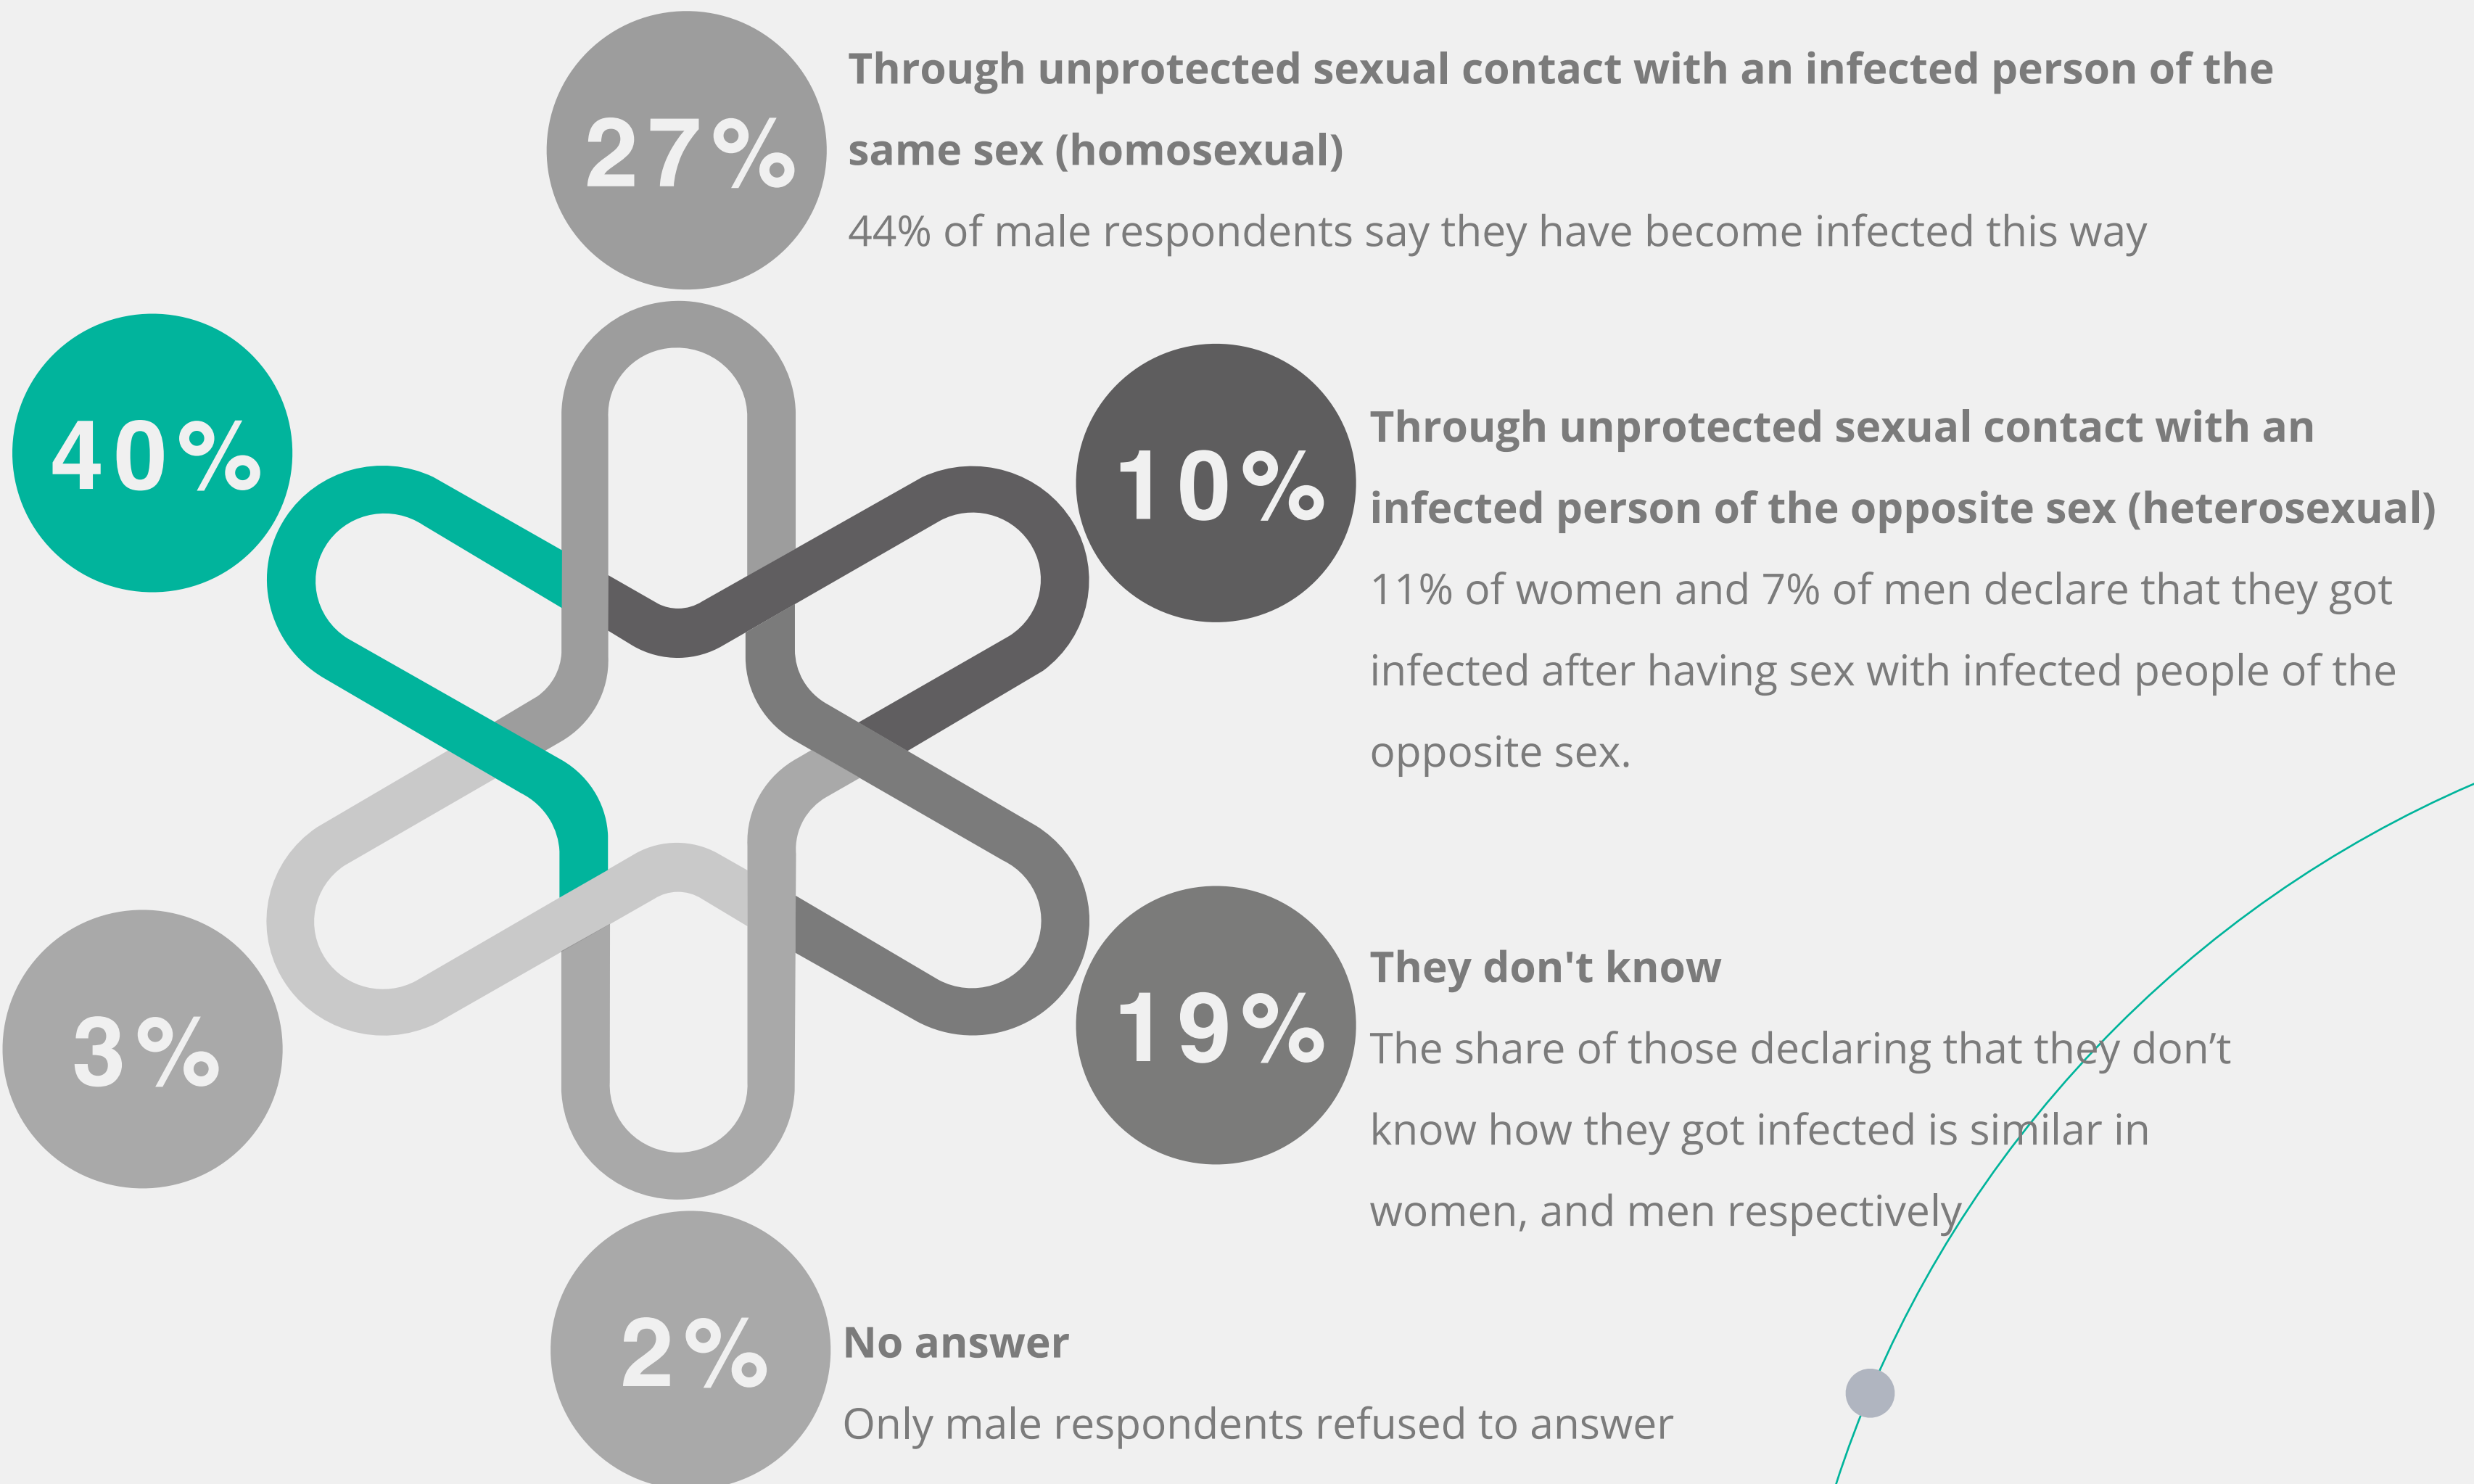 27%
Through unprotected sexual contact with an infected person of the
same sex (homosexual)
44% of male respondents say they have become infected this way
40%
10%
Through unprotected sexual contact with an
infected person of the opposite sex (heterosexual)
11% of women and 7% of men declare that they got
infected after having sex with infected people of the
opposite sex.
3%
19%
They don't know
The share of those declaring that they don’t
know how they got infected is similar in
women, and men respectively
2%
No answer
Only male respondents refused to answer